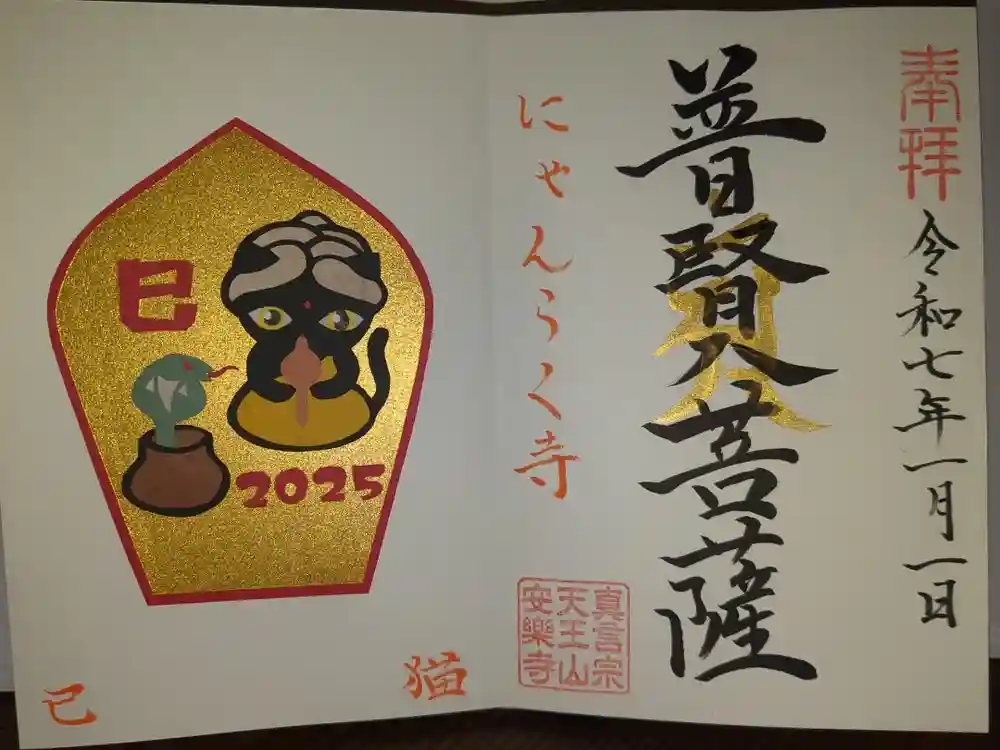 奉拝
令和七年一月一日
普賢菩薩
にゃんらく寺
真言宗
天王山
安樂寺
巳
2025
猫
巳